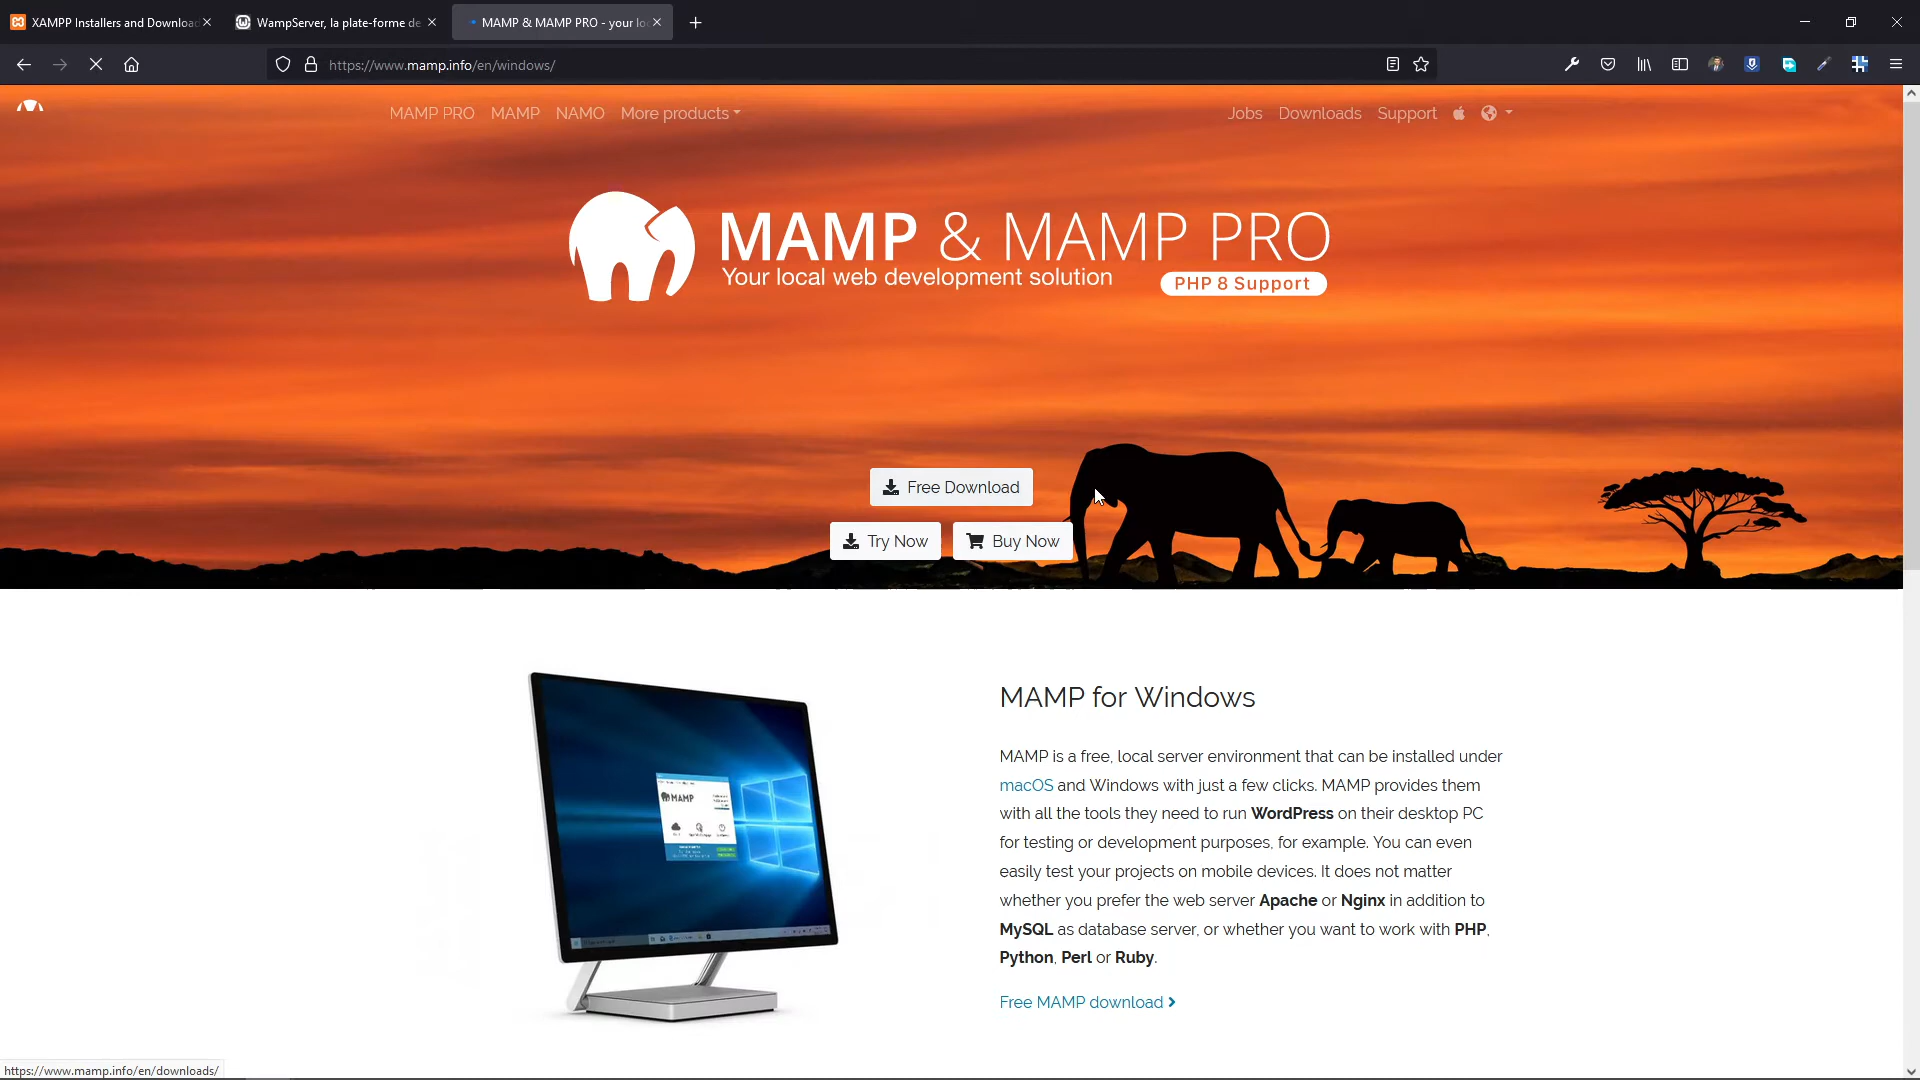 XAMPP Installers and Download
WampServer, la plate-forme de
MAMP & MAMP PRO - your lo
https://www.mamp.info/en/windows/
MAMP PRO
MAMP
NAMO
More products
Jobs
Downloads
Support
MAMP & MAMP PRO
Your local web development solution
PHP 8 Support
Free Download
Try Now
Buy Now
MAMP
MAMP for Windows
MAMP is a free, local server environment that can be installed under
macOS and Windows with just a few clicks. MAMP provides them
with all the tools they need to run WordPress on their desktop PC
for testing or development purposes, for example. You can even
easily test your projects on mobile devices. It does not matter
whether you prefer the web server Apache or Nginx in addition to
MySQL as database server, or whether you want to work with PHP,
Python, Perl or Ruby.
Free MAMP download
https://www.mamp.info/en/downloads/